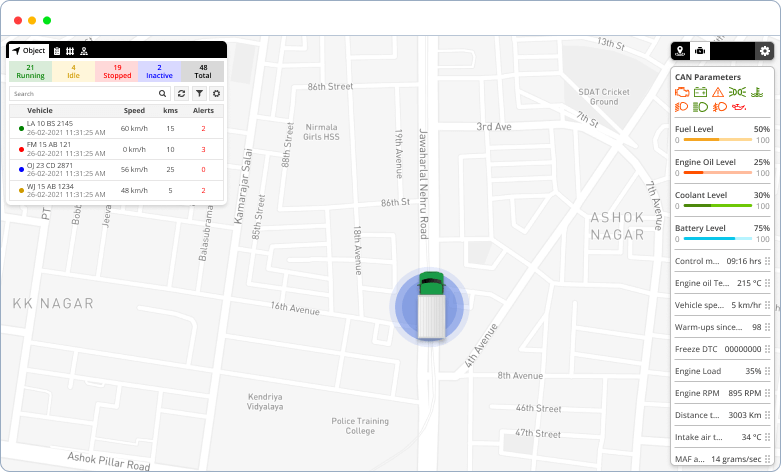 Object
21 4 19 2 48
Running Idle Stopped Inactive Total
Search
Vehicle Speed kms Alerts
LA 10 BS 2145
26-02-2021 11:31:25 AM 60 km/h 15 2
FM 15 AB 121
26-02-2021 11:31:25 AM 0 km/h 10 3
OJ 23 CD 2871
26-02-2021 11:31:25 AM 56 km/h 25 0
WJ 15 AB 1234
26-02-2021 11:31:25 AM 48 km/h 5 2
CAN Parameters
Fuel Level 50%
0 100
Engine Oil Level 25%
0 100
Coolant Level 30%
0 100
Battery Level 75%
0 100
Control m... 09:16 hrs
Engine oil Te... 215 °C
Vehicle spe... 5 km/hr
Warm-ups since... 98
Freeze DTC 00000000
Engine Load 35%
Engine RPM 895 RPM
Distance t... 3003 Km
Intake air t... 34 °C
MAF a... 14 grams/sec
13th St
86th Street
SDAT Cricket
Ground
7th St
3rd Ave
Nirmala
Girls HSS
88th Street
19th Avenue
Jawaharlal Nehru Road
Kamarajar Salai
86th St
85th Street
18th Avenue
7th Avenue
ASHOK
NAGAR
PT
Bobb
Jeeva
Balasubrama
KK NAGAR
16th Avenue
4th Avenue
8th Avenue
Kendriya
Vidyalaya
46th Street
Police Training
College
47th Street
Ashok Pillar Road